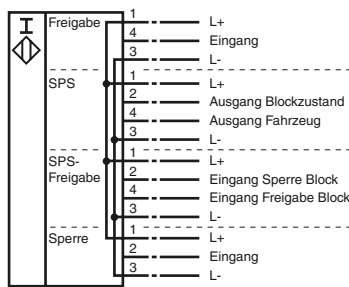 I
Freigabe
1 L+
4 Eingang
3 L-
SPS
1 L+
2 Ausgang Blockzustand
4 Ausgang Fahrzeug
3 L-
SPS-
Freigabe
1 L+
2 Eingang Sperre Block
4 Eingang Freigabe Block
3 L-
Sperre
1 L+
2 Eingang
3 L-